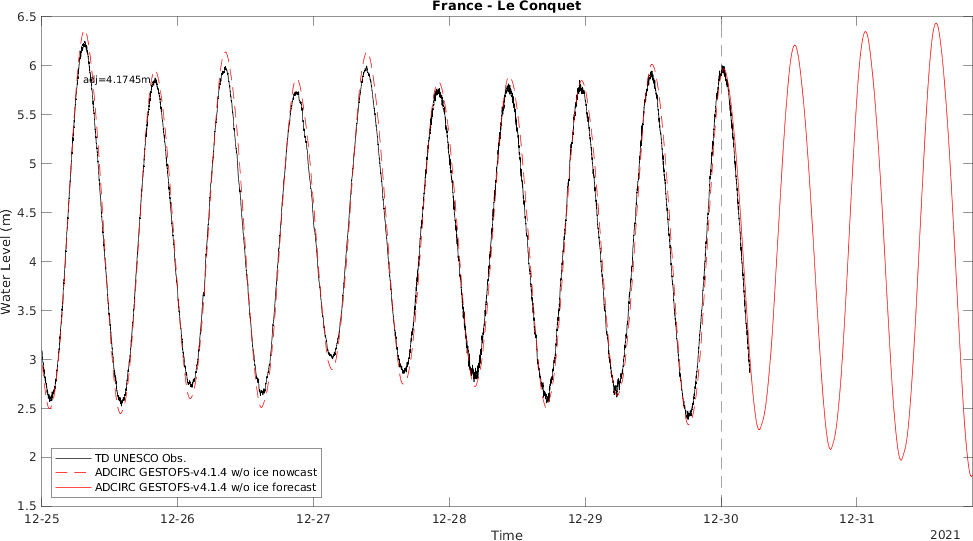 France - Le Conquet
6.5
6
5.5
5
4.5
4
3.5
3
2.5
2
1.5
Water Level (m)
adj=4.1745m
TD UNESCO Obs.
ADCIRC GESTOFS-v4.1.4 w/o ice nowcast
ADCIRC GESTOFS-v4.1.4 w/o ice forecast
12-25 12-26 12-27 12-28 12-29 12-30 12-31
Time
2021